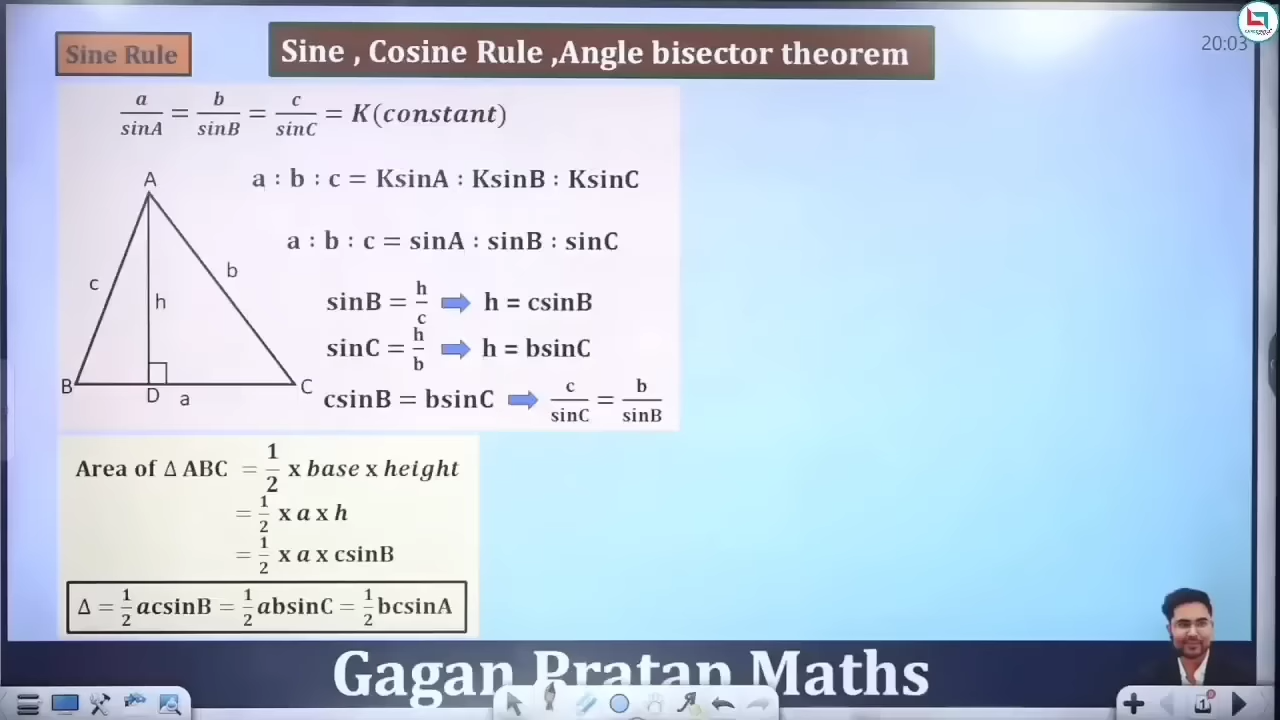 Sine Rule
Sine , Cosine Rule ,Angle bisector theorem
20:03
a/sinA = b/sinB = c/sinC = K(constant)
a : b : c = KsinA : KsinB : KsinC
a : b : c = sinA : sinB : sinC
A
c
b
h
B
D
a
C
sinB = h/c ➡ h = csinB
sinC = h/b ➡ h = bsinC
csinB = bsinC ➡ c/sinC = b/sinB
Area of Δ ABC = 1/2 x base x height
= 1/2 x a x h
= 1/2 x a x csinB
Δ = 1/2 acsinB = 1/2 absinC = 1/2 bcsinA
Gagan Pratap Maths
1